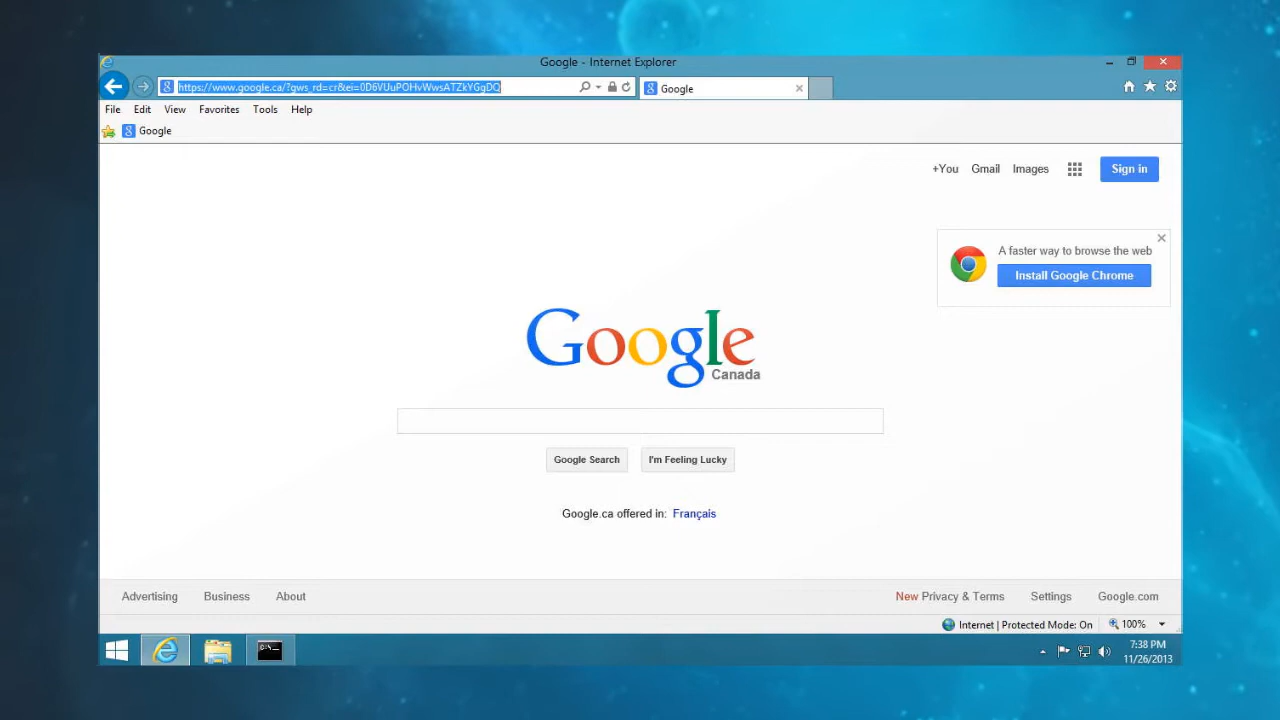 Google - Internet Explorer
https://www.google.ca/?gws_rd=cr&ei=0D6VUuPOHvWwsATZkYGgDQ
Google
File Edit View Favorites Tools Help
Google
+You Gmail Images Sign in
A faster way to browse the web
Install Google Chrome
Google
Canada
Google Search I'm Feeling Lucky
Google.ca offered in: Français
Advertising Business About New Privacy & Terms Settings Google.com
Internet | Protected Mode: On 100%
7:38 PM
11/26/2013